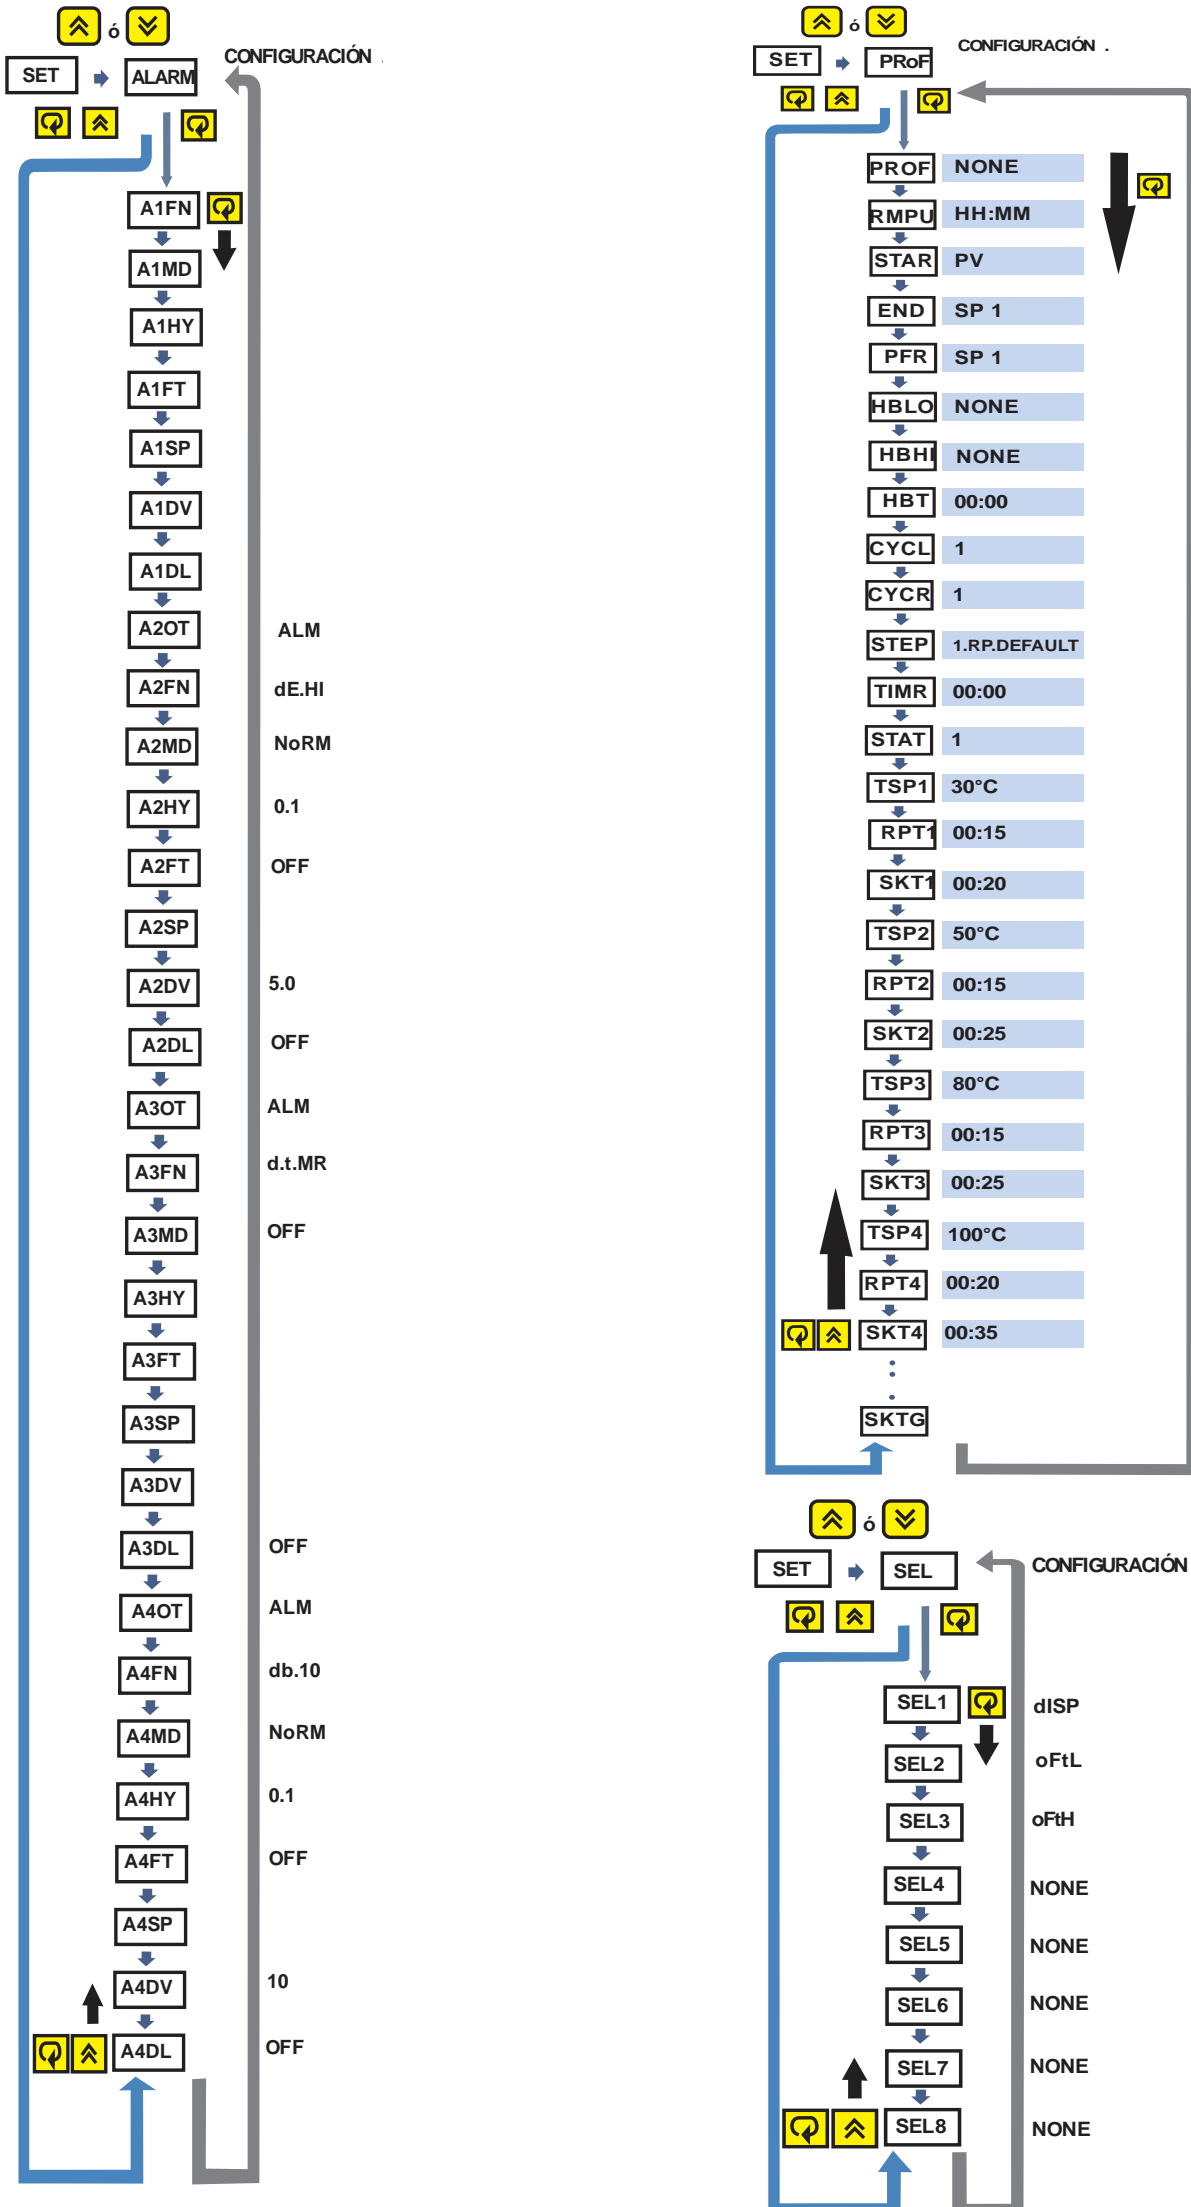 ó
CONFIGURACIÓN .
SET ALARM
A1FN
A1MD
A1HY
A1FT
A1SP
A1DV
A1DL
A2OT ALM
A2FN dE.HI
A2MD NoRM
A2HY 0.1
A2FT OFF
A2SP
A2DV 5.0
A2DL OFF
A3OT ALM
A3FN d.t.MR
A3MD OFF
A3HY
A3FT
A3SP
A3DV
A3DL OFF
A4OT ALM
A4FN db.10
A4MD NoRM
A4HY 0.1
A4FT OFF
A4SP
A4DV 10
A4DL OFF
ó
CONFIGURACIÓN .
SET PRoF
PROF NONE
RMPU HH:MM
STAR PV
END SP 1
PFR SP 1
HBLO NONE
HBHI NONE
HBT 00:00
CYCL 1
CYCR 1
STEP 1.RP.DEFAULT
TIMR 00:00
STAT 1
TSP1 30°C
RPT1 00:15
SKT1 00:20
TSP2 50°C
RPT2 00:15
SKT2 00:25
TSP3 80°C
RPT3 00:15
SKT3 00:25
TSP4 100°C
RPT4 00:20
SKT4 00:35
SKTG
ó
SET SEL CONFIGURACIÓN
SEL1 dISP
SEL2 oFtL
SEL3 oFtH
SEL4 NONE
SEL5 NONE
SEL6 NONE
SEL7 NONE
SEL8 NONE